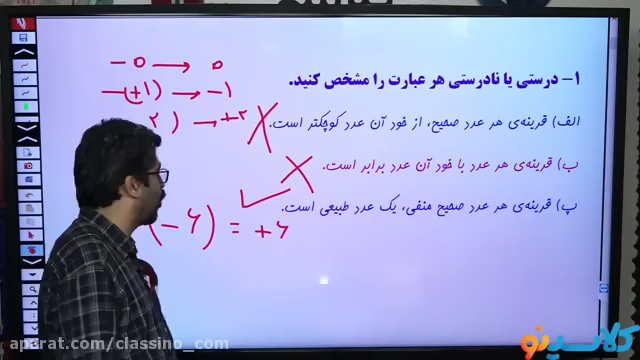 ۱- درستی یا نادرستی هر عبارت را مشخص کنید.
الف) قرینه‌ی هر عدد صحیح، از خود آن عدد کوچکتر است.
ب) قرینه‌ی هر عدد با خود آن عدد برابر است.
پ) قرینه‌ی هر عدد صحیح منفی، یک عدد طبیعی است.
-۰ → ۰
-(+۱) → -۱
۲) → +۲
(-۶) = +۶
aparat.com/classino_com
کلاسینو